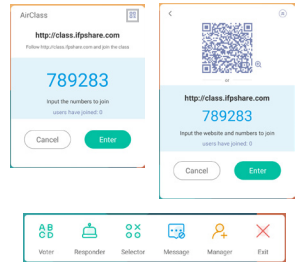 AirClass
http://class.ifpshare.com
Follow http://class.ifpshare.com and join the class
789283
Input the numbers to join
users have joined: 0
Cancel
Enter
or
http://class.ifpshare.com
789283
Input the website and numbers to join
users have joined: 0
Cancel
Enter
AB
CD
Voter
Responder
Selector
Message
Manager
Exit